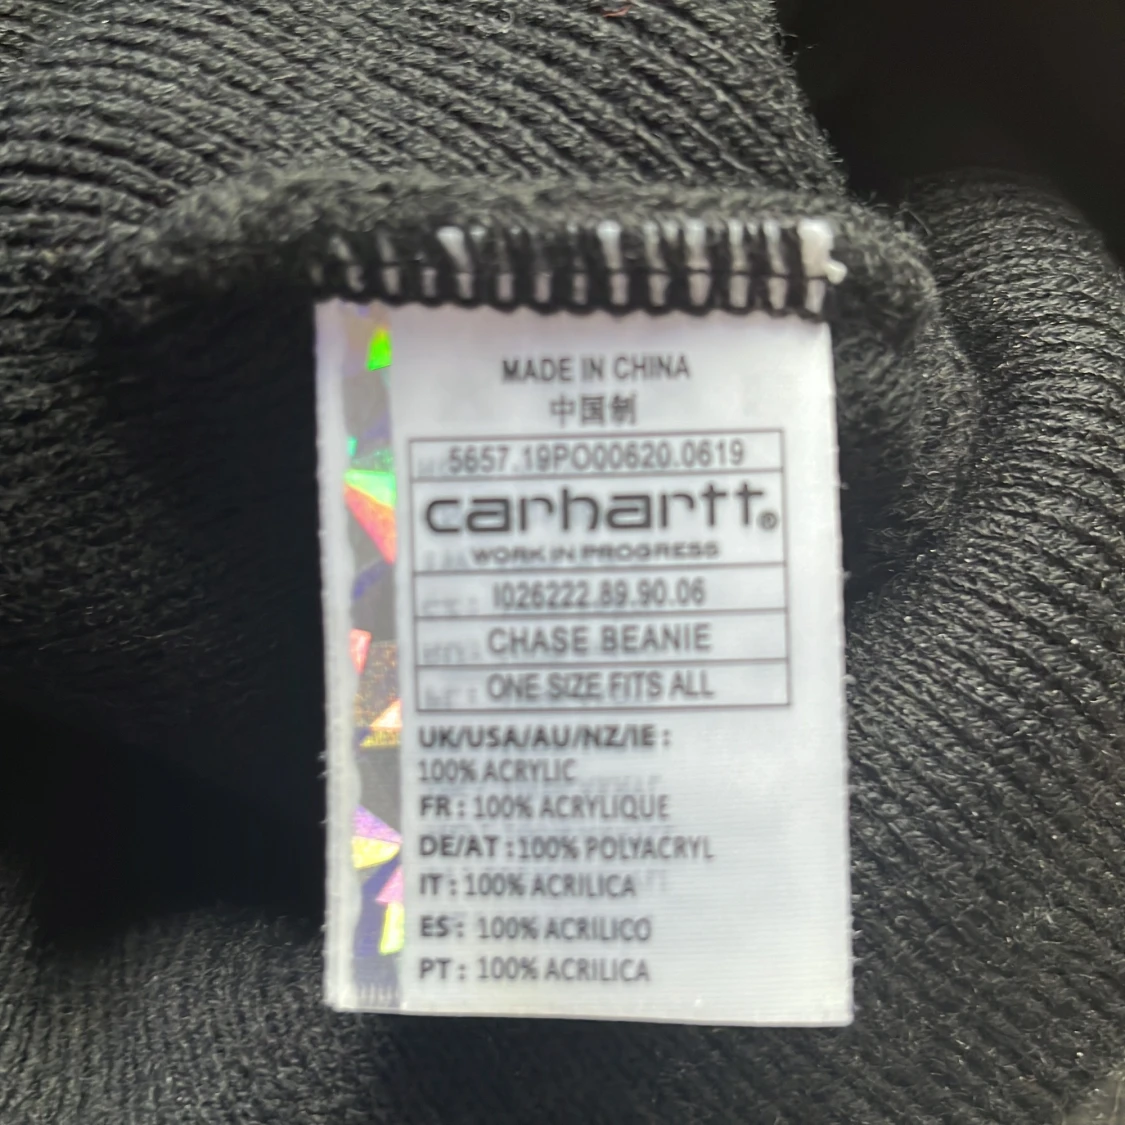 MADE IN CHINA
中国制
5657.19PO00620.0619
carhartt®
WORK IN PROGRESS
I026222.89.90.06
CHASE BEANIE
ONE SIZE FITS ALL
UK/USA/AU/NZ/IE :
100% ACRYLIC
FR : 100% ACRYLIQUE
DE/AT :100% POLYACRYL
IT : 100% ACRILICA
ES : 100% ACRILICO
PT : 100% ACRILICA